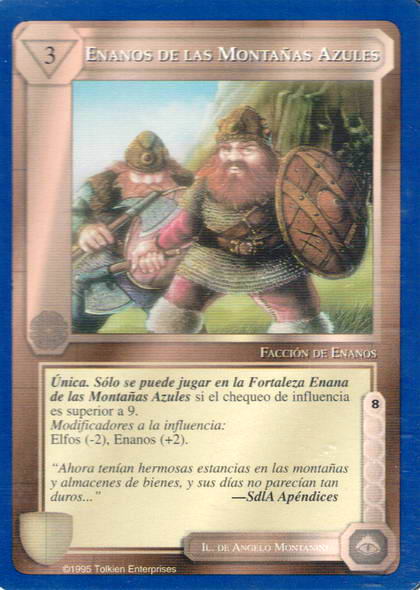 3
ENANOS DE LAS MONTAÑAS AZULES
FACCIÓN DE ENANOS
Única. Sólo se puede jugar en la Fortaleza Enana
de las Montañas Azules si el chequeo de influencia
es superior a 9.
Modificadores a la influencia:
Elfos (-2), Enanos (+2).
8
“Ahora tenían hermosas estancias en las montañas
y almacenes de bienes, y sus días no parecían tan
duros...” —SdlA Apéndices
IL. DE ANGELO MONTANINI
©1995 Tolkien Enterprises